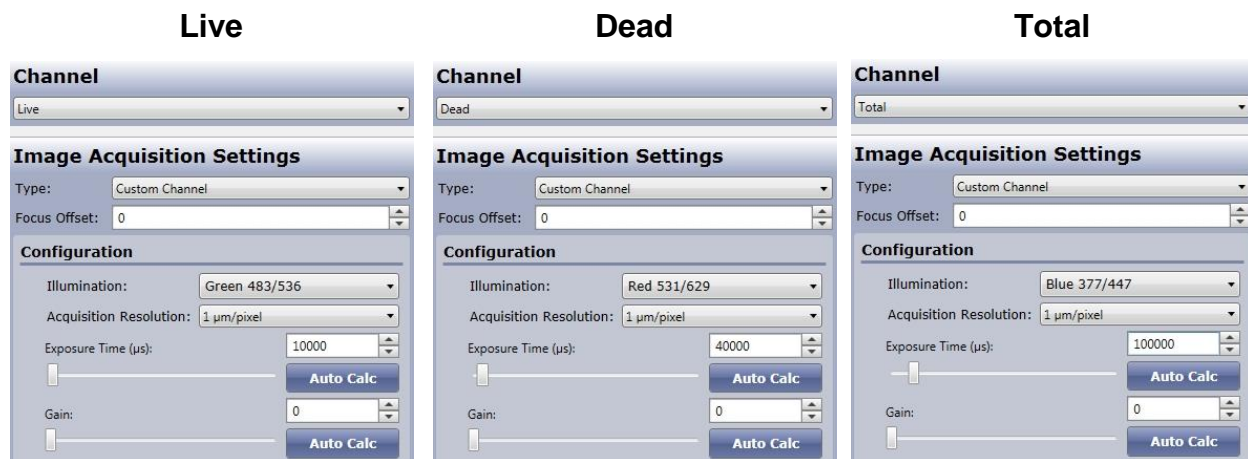 Live
Dead
Total
Channel
Live
Image Acquisition Settings
Type: Custom Channel
Focus Offset: 0
Configuration
Illumination: Green 483/536
Acquisition Resolution: 1 µm/pixel
Exposure Time (µs): 10000
Auto Calc
Gain: 0
Auto Calc
Channel
Dead
Image Acquisition Settings
Type: Custom Channel
Focus Offset: 0
Configuration
Illumination: Red 531/629
Acquisition Resolution: 1 µm/pixel
Exposure Time (µs): 40000
Auto Calc
Gain: 0
Auto Calc
Channel
Total
Image Acquisition Settings
Type: Custom Channel
Focus Offset: 0
Configuration
Illumination: Blue 377/447
Acquisition Resolution: 1 µm/pixel
Exposure Time (µs): 100000
Auto Calc
Gain: 0
Auto Calc